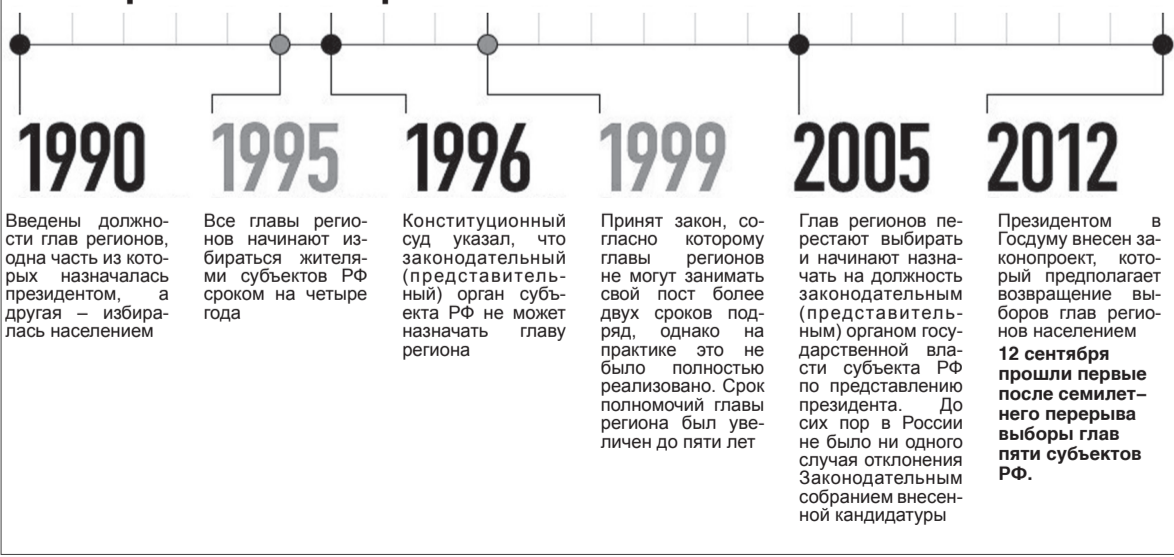 1990
Введены должно-
сти глав регионов,
одна часть из кото-
рых назначалась
президентом, а
другая – избира-
лась населением
1995
Все главы регио-
нов начинают из-
бираться жителя-
ми субъектов РФ
сроком на четыре
года
1996
Конституционный
суд указал, что
законодательный
(представитель-
ный) орган субъ-
екта РФ не может
назначать главу
региона
1999
Принят закон, со-
гласно которому
главы регионов
не могут занимать
свой пост более
двух сроков под-
ряд, однако на
практике это не
было полностью
реализовано. Срок
полномочий главы
региона был уве-
личен до пяти лет
2005
Глав регионов пе-
рестают выбирать
и начинают назна-
чать на должность
законодательным
(представитель-
ным) органом госу-
дарственной вла-
сти субъекта РФ
по представлению
президента. До
сих пор в России
не было ни одного
случая отклонения
Законодательным
собранием внесен-
ной кандидатуры
2012
Президентом в
Госдуму внесен за-
конопроект, кото-
рый предполагает
возвращение вы-
боров глав регио-
нов населением
12 сентября
прошли первые
после семилет–
него перерыва
выборы глав
пяти субъектов
РФ.